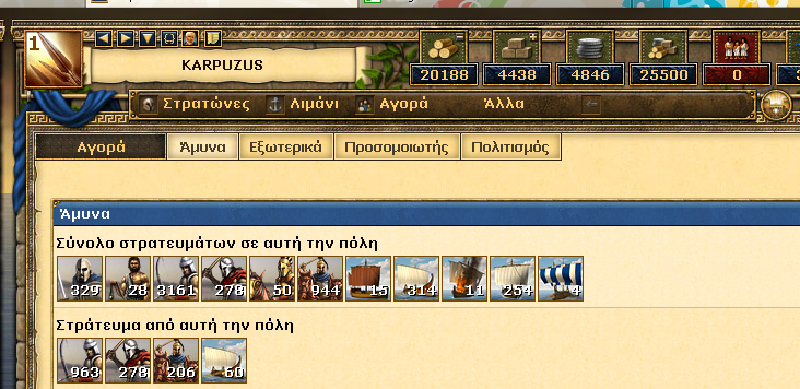 1
KARPUZUS
20188 4438 4846 25500 0
Στρατώνες Λιμάνι Αγορά Άλλα
Αγορά Άμυνα Εξωτερικά Προσομοιωτής Πολιτισμός
Άμυνα
Σύνολο στρατευμάτων σε αυτή την πόλη
329 28 3161 278 50 944 15 314 11 254 4
Στράτευμα από αυτή την πόλη
963 278 206 60